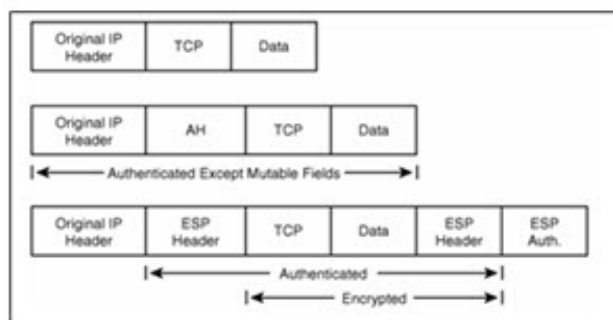 Original IP
Header
TCP
Data
Original IP
Header
AH
TCP
Data
Authenticated Except Mutable Fields
Original IP
Header
ESP
Header
TCP
Data
ESP
Header
ESP
Auth.
Authenticated
Encrypted